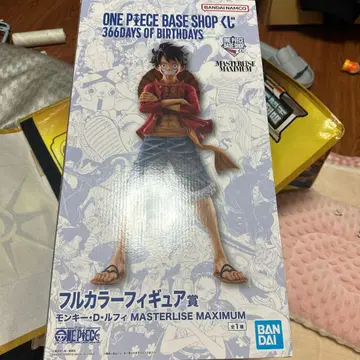 BANDAI NAMCO
ONE PIECE BASE SHOP くじ
366DAYS OF BIRTHDAYS
MASTERLISE
MAXIMUM
フルカラーフィギュア賞
モンキー・D・ルフィ MASTERLISE MAXIMUM
全1種
ONE PIECE
BAN
DAI